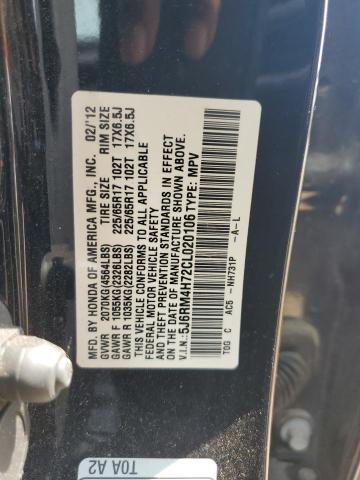 MFD. BY HONDA OF AMERICA MFG., INC. 02/'12
GVWR 2070KG(4564LBS) TIRE SIZE RIM SIZE
GAWR F 1055KG(2326LBS) 225/65R17 102T 17X6.5J
GAWR R 1035KG(2282LBS) 225/65R17 102T 17X6.5J
THIS VEHICLE CONFORMS TO ALL APPLICABLE FEDERAL
MOTOR VEHICLE SAFETY
AND THEFT PREVENTION STANDARDS IN EFFECT
ON THE DATE OF MANUFACTURE SHOWN ABOVE.
V.I.N.:5J6RM4H72CL020106 TYPE: MPV
TDG C AC5 -NH731P -A-L
T0A A2